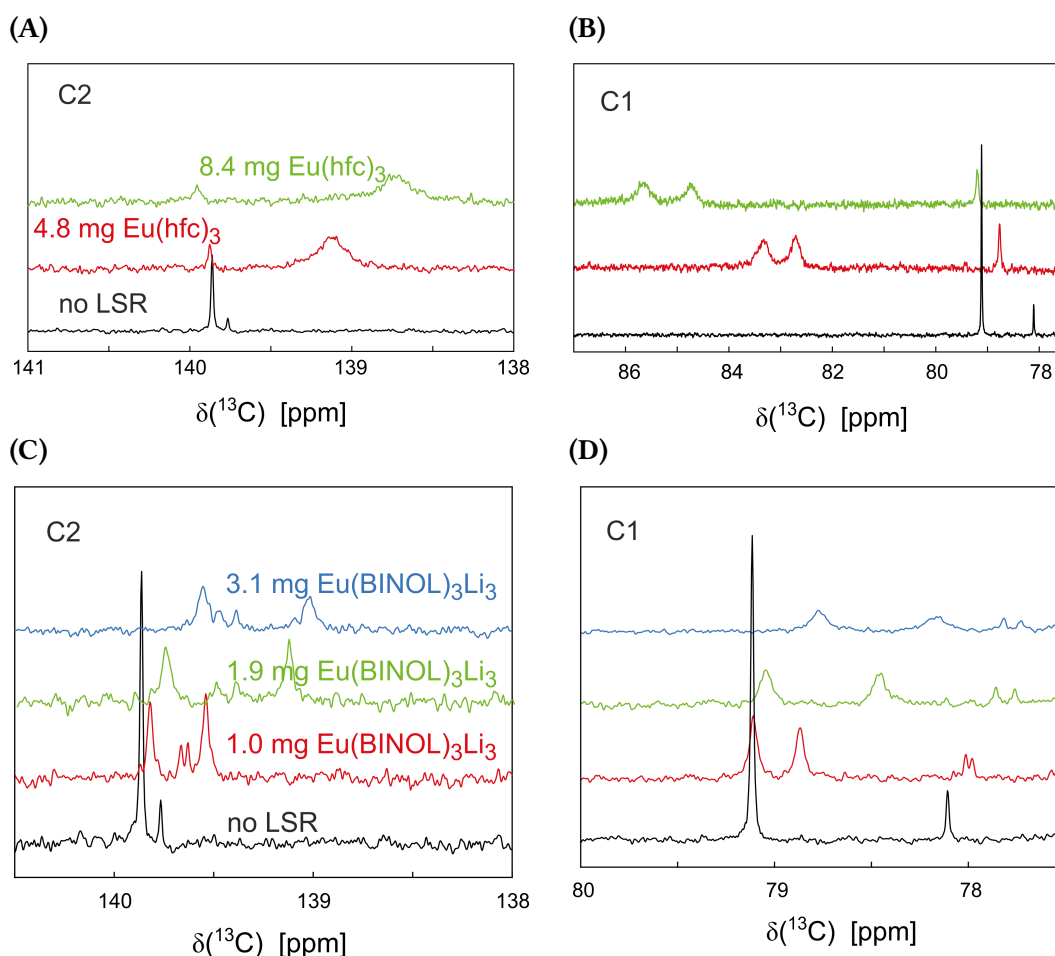 (A)
C2
8.4 mg Eu(hfc)3
4.8 mg Eu(hfc)3
no LSR
141 140 139 138
δ(13C) [ppm]
(B)
C1
86 84 82 80 78
δ(13C) [ppm]
(C)
C2
3.1 mg Eu(BINOL)3Li3
1.9 mg Eu(BINOL)3Li3
1.0 mg Eu(BINOL)3Li3
no LSR
140 139 138
δ(13C) [ppm]
(D)
C1
80 79 78
δ(13C) [ppm]